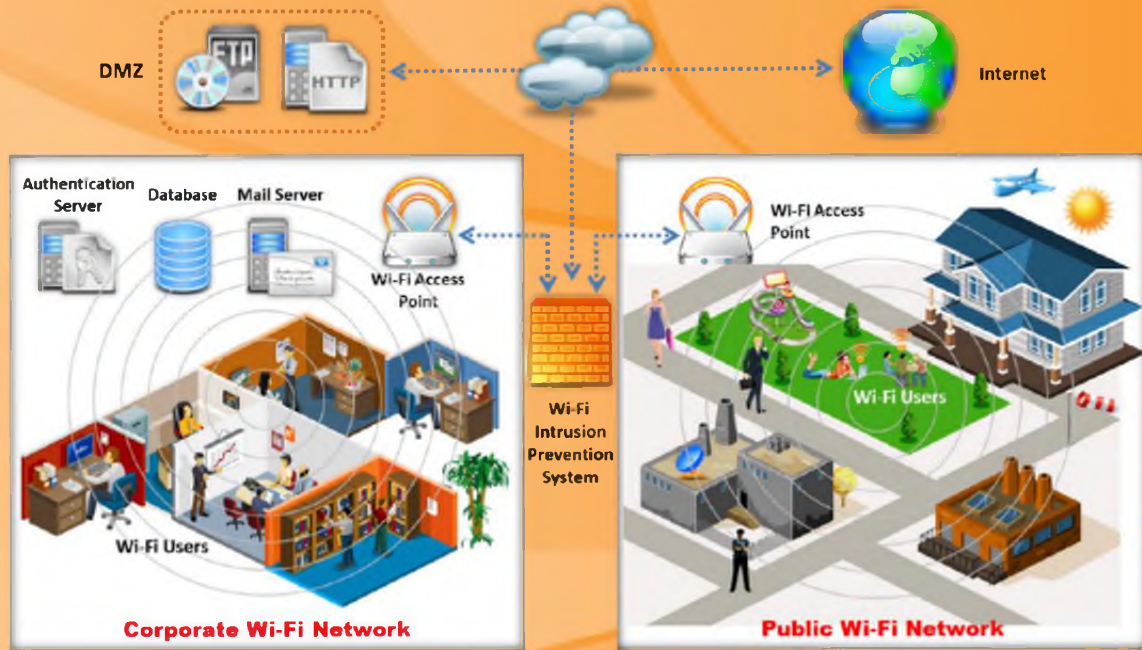 DMZ
FTP
HTTP
Internet
Authentication
Server
Database
Mail Server
Wi-Fi Access
Point
Wi-Fi Users
Corporate Wi-Fi Network
Wi-Fi
Intrusion
Prevention
System
Wi-Fi Access
Point
Wi-Fi Users
Public Wi-Fi Network